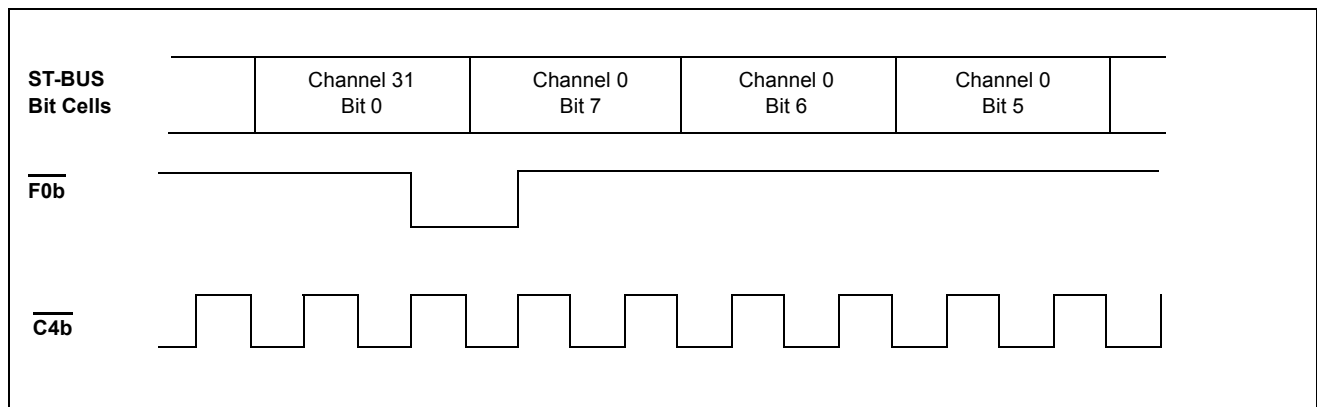 ST-BUS
Bit Cells
Channel 31
Bit 0
Channel 0
Bit 7
Channel 0
Bit 6
Channel 0
Bit 5
F0b
C4b